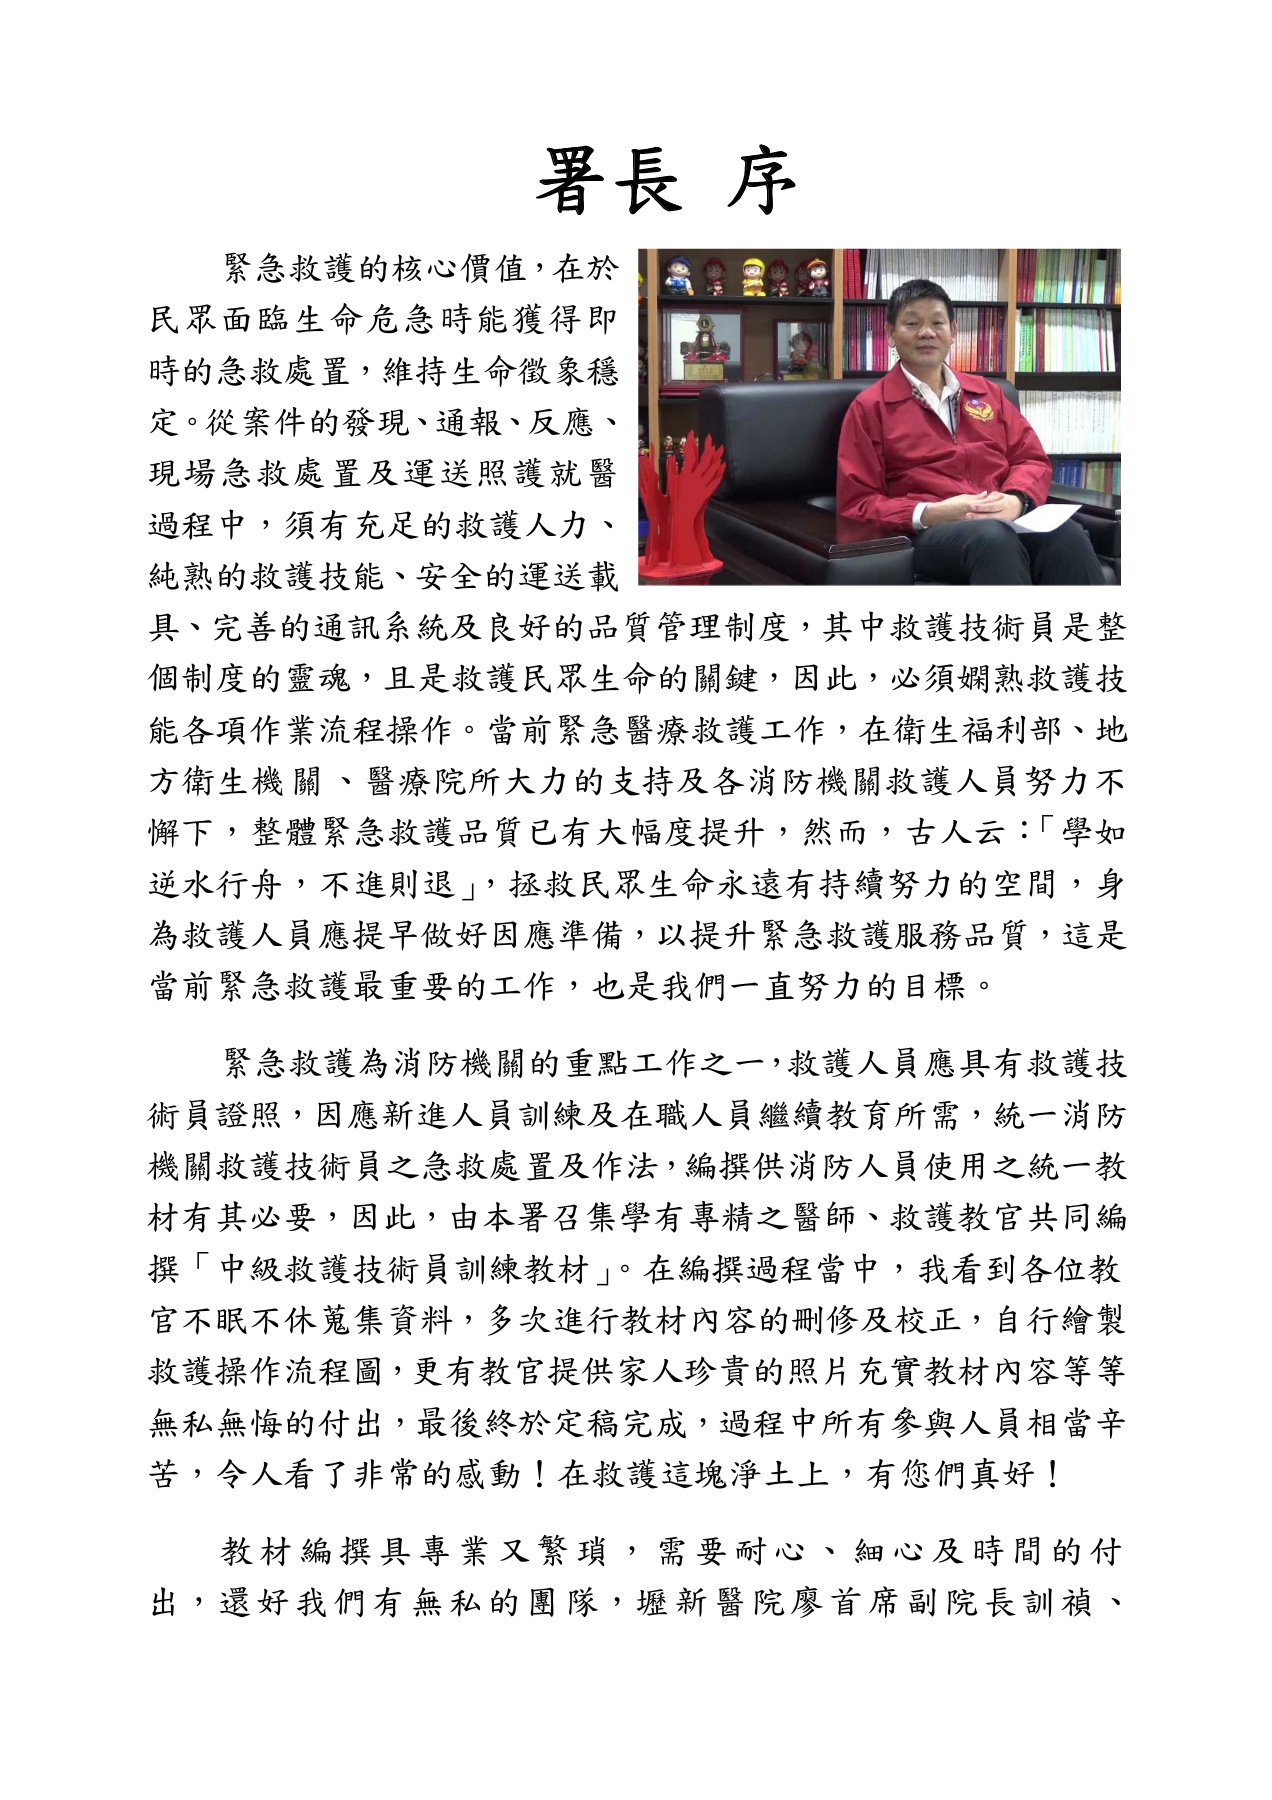 署長 序
緊急救護的核心價值，在於
民眾面臨生命危急時能獲得即
時的急救處置，維持生命徵象穩
定。從案件的發現、通報、反應、
現場急救處置及運送照護就醫
過程中，須有充足的救護人力、
純熟的救護技能、安全的運送載
具、完善的通訊系統及良好的品質管理制度，其中救護技術員是整
個制度的靈魂，且是救護民眾生命的關鍵，因此，必須嫻熟救護技
能各項作業流程操作。當前緊急醫療救護工作，在衛生福利部、地
方衛生機關、醫療院所大力的支持及各消防機關救護人員努力不
懈下，整體緊急救護品質已有大幅度提升，然而，古人云：「學如
逆水行舟，不進則退」，拯救民眾生命永遠有持續努力的空間，身
為救護人員應提早做好因應準備，以提升緊急救護服務品質，這是
當前緊急救護最重要的工作，也是我們一直努力的目標。
緊急救護為消防機關的重點工作之一，救護人員應具有救護技
術員證照，因應新進人員訓練及在職人員繼續教育所需，統一消防
機關救護技術員之急救處置及作法，編撰供消防人員使用之統一教
材有其必要，因此，由本署召集學有專精之醫師、救護教官共同編
撰「中級救護技術員訓練教材」。在編撰過程當中，我看到各位教
官不眠不休蒐集資料，多次進行教材內容的刪修及校正，自行繪製
救護操作流程圖，更有教官提供家人珍貴的照片充實教材內容等等
無私無悔的付出，最後終於定稿完成，過程中所有參與人員相當辛
苦，令人看了非常的感動！在救護這塊淨土上，有您們真好！
教材編撰具專業又繁瑣，需要耐心、細心及時間的付
出，還好我們有無私的團隊，壢新醫院廖首席副院長訓禎、